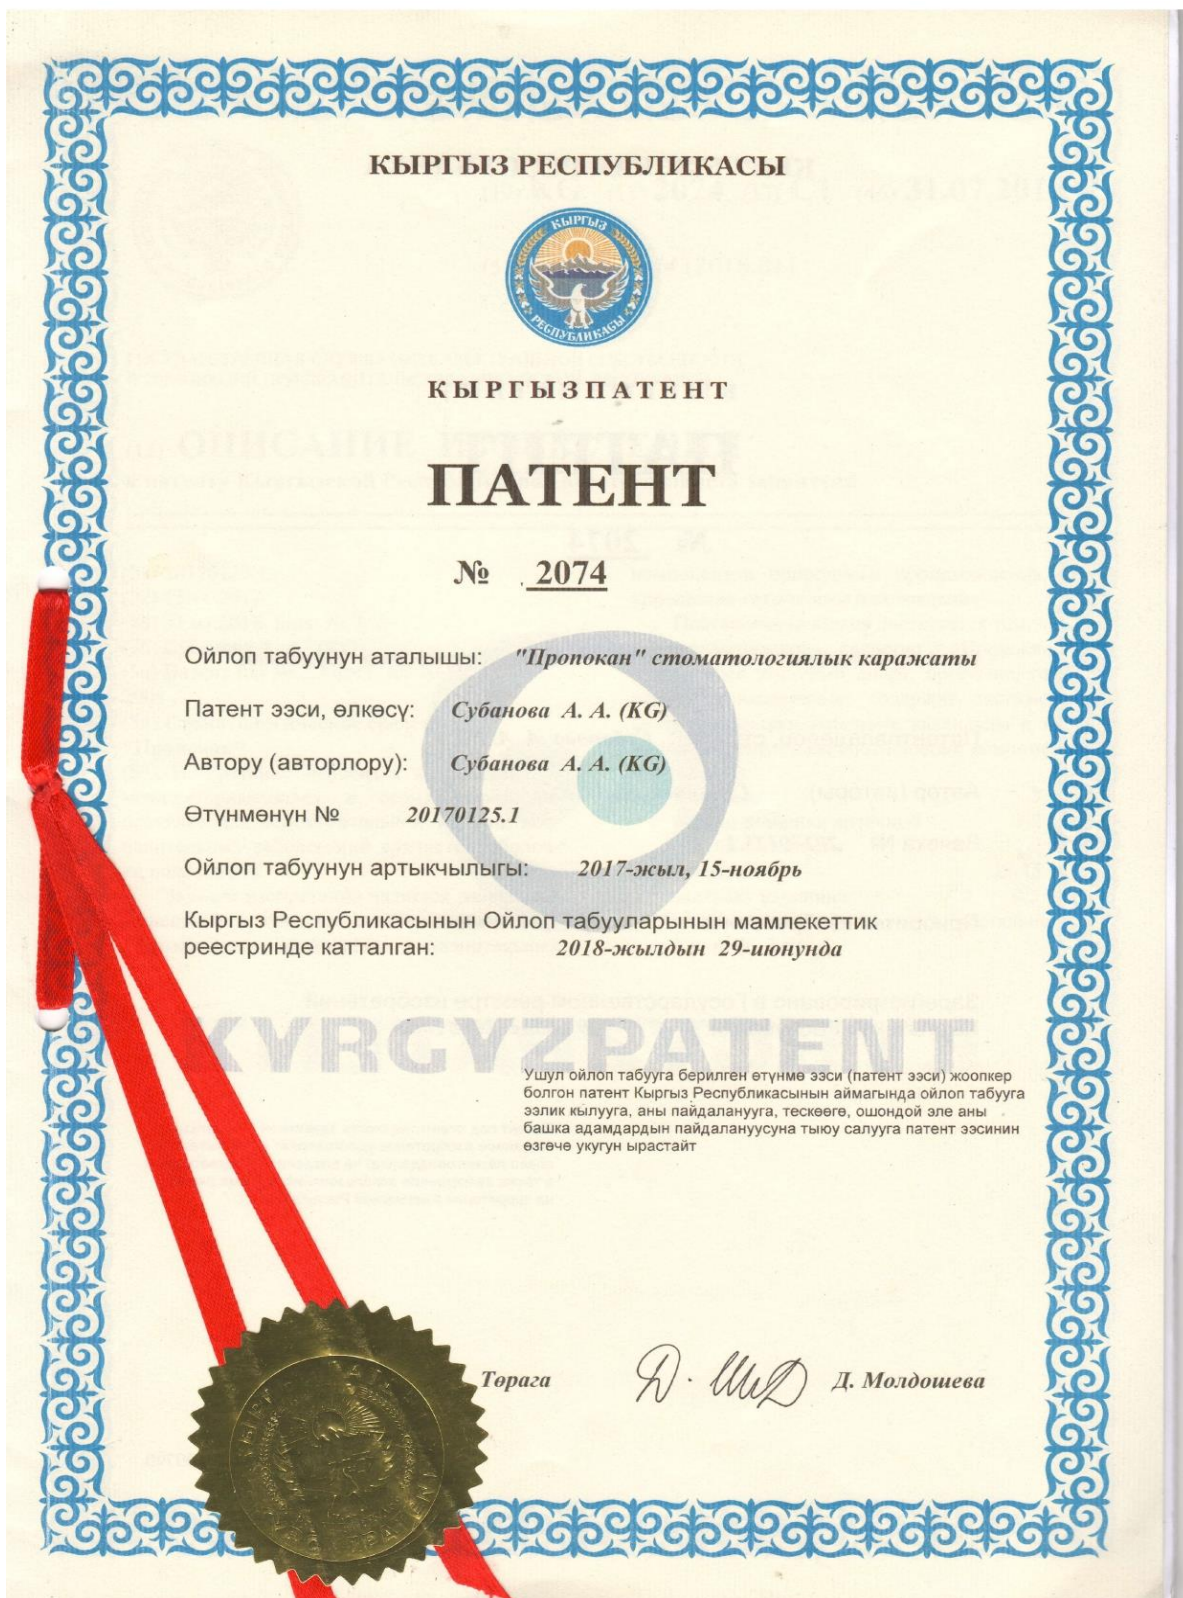 КЫРГЫЗ РЕСПУБЛИКАСЫ
КЫРГЫЗ
РЕСПУБЛИКАСЫ
КЫРГЫЗПАТЕНТ
ПАТЕНТ
№ 2074
Ойлоп табуунун аталышы: "Пропокан" стоматологиялык каражаты
Патент ээси, өлкөсү: Субанова А. А. (KG)
Автору (авторлору): Субанова А. А. (KG)
Өтүнмөнүн № 20170125.1
Ойлоп табуунун артыкчылыгы: 2017-жыл, 15-ноябрь
Кыргыз Республикасынын Ойлоп табууларынын мамлекеттик
реестринде катталган: 2018-жылдын 29-июнунда
KYRGYZPATENT
Ушул ойлоп табууга берилген өтүнмө ээси (патент ээси) жоопкер
болгон патент Кыргыз Республикасынын аймагында ойлоп табууга
ээлик кылууга, аны пайдаланууга, тескөөгө, ошондой эле аны
башка адамдардын пайдалануусуна тыюу салууга патент ээсинин
өзгөчө укугун ырастайт
Төрага Д. Молдошева